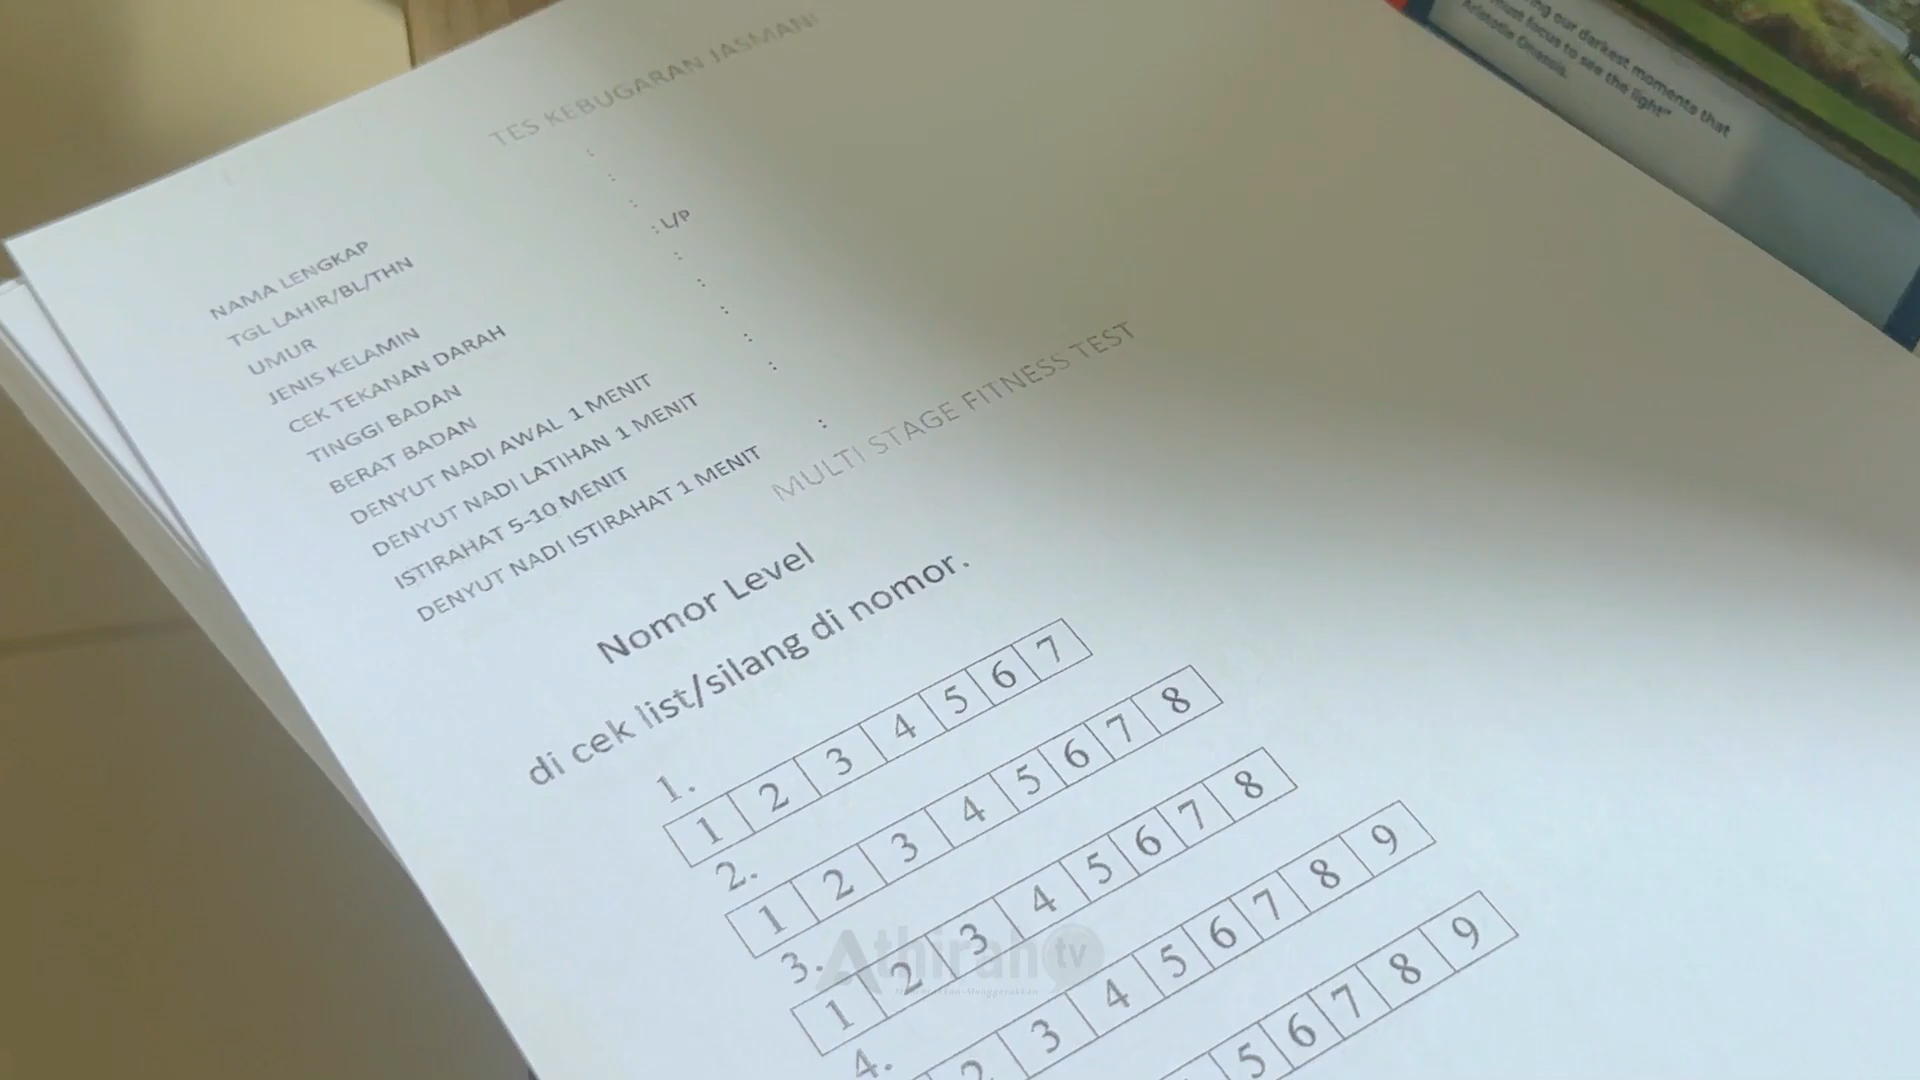 TES KEBUGARAN JASMANI
NAMA LENGKAP :
TGL LAHIR/BL/THN :
UMUR :
JENIS KELAMIN : L/P
CEK TEKANAN DARAH :
TINGGI BADAN :
BERAT BADAN :
DENYUT NADI AWAL 1 MENIT :
DENYUT NADI LATIHAN 1 MENIT :
ISTIRAHAT 5-10 MENIT
DENYUT NADI ISTIRAHAT 1 MENIT :
MULTI STAGE FITNESS TEST
Nomor Level
di cek list/silang di nomor.
1.
1 2 3 4 5 6 7
2.
1 2 3 4 5 6 7 8
3.
1 2 3 4 5 6 7 8
4.
2 3 4 5 6 7 8 9
5 6 7 8 9
Athirah tv
our darkest moments that
must focus to see the light"
Aristotle Onassis